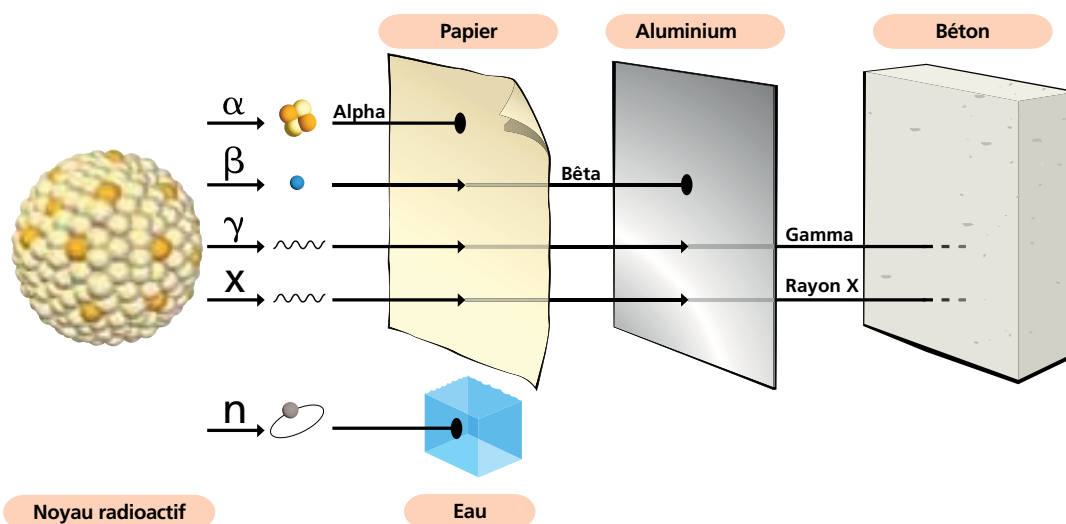 Papier
Aluminium
Béton
α
Alpha
β
Bêta
γ
Gamma
x
Rayon X
n
Noyau radioactif
Eau